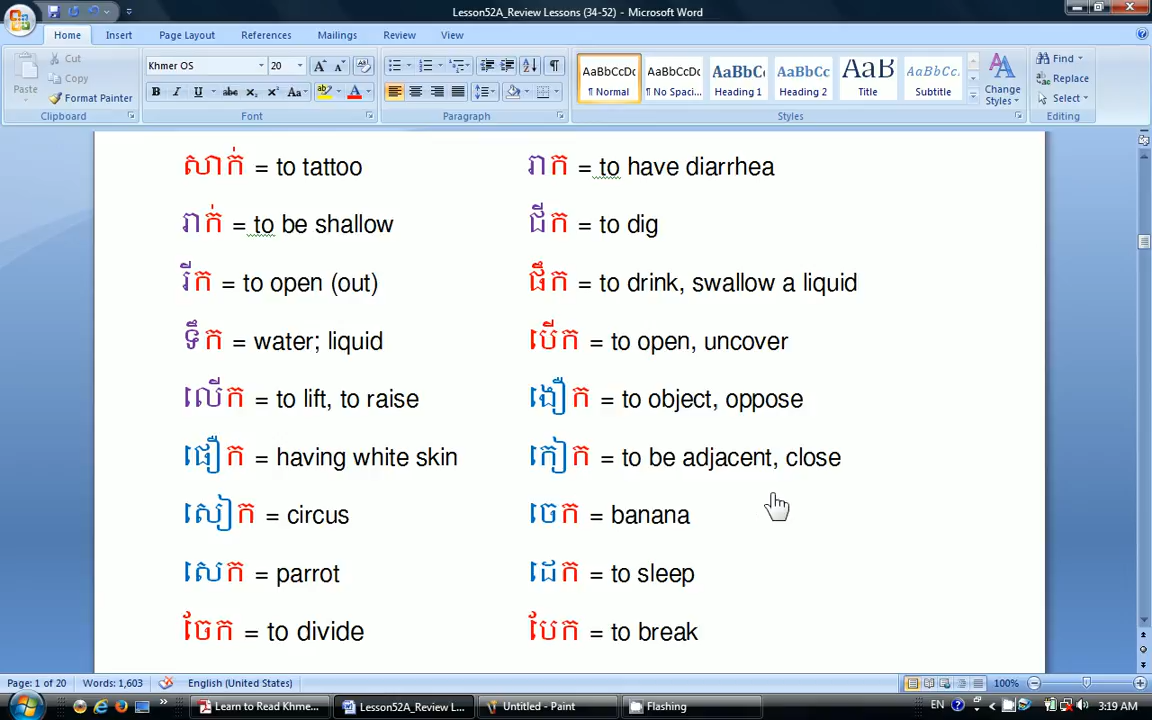 Lesson52A_Review Lessons (34-52) - Microsoft Word
Home Insert Page Layout References Mailings Review View
Paste Cut Copy Format Painter
Khmer OS 20
AaBbCcDc AaBbCcDc AaBbCc AaBbCc AaB AaBbCc
¶ Normal ¶ No Spaci... Heading 1 Heading 2 Title Subtitle
Change Styles
Find Replace Select
Clipboard Font Paragraph Styles Editing
សាក់ = to tattoo រាក = to have diarrhea
រាក់ = to be shallow ជីក = to dig
រីក = to open (out) ផឹក = to drink, swallow a liquid
ទឹក = water; liquid បើក = to open, uncover
លើក = to lift, to raise ងឿក = to object, oppose
ផឿក = having white skin កៀក = to be adjacent, close
សៀក = circus ចេក = banana
សេក = parrot ដេក = to sleep
ចែក = to divide បែក = to break
Page: 1 of 20 Words: 1,603 English (United States) 100%
Learn to Read Khme... Lesson52A_Review L... Untitled - Paint Flashing EN 3:19 AM